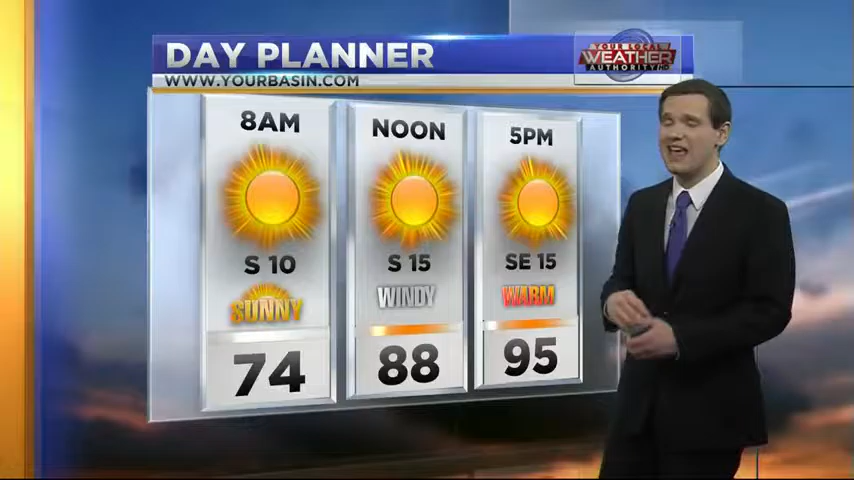 DAY PLANNER
WWW.YOURBASIN.COM
YOUR LOCAL
WEATHER
AUTHORITY HD
8AM
S 10
SUNNY
74
NOON
S 15
WINDY
88
5PM
SE 15
WARM
95